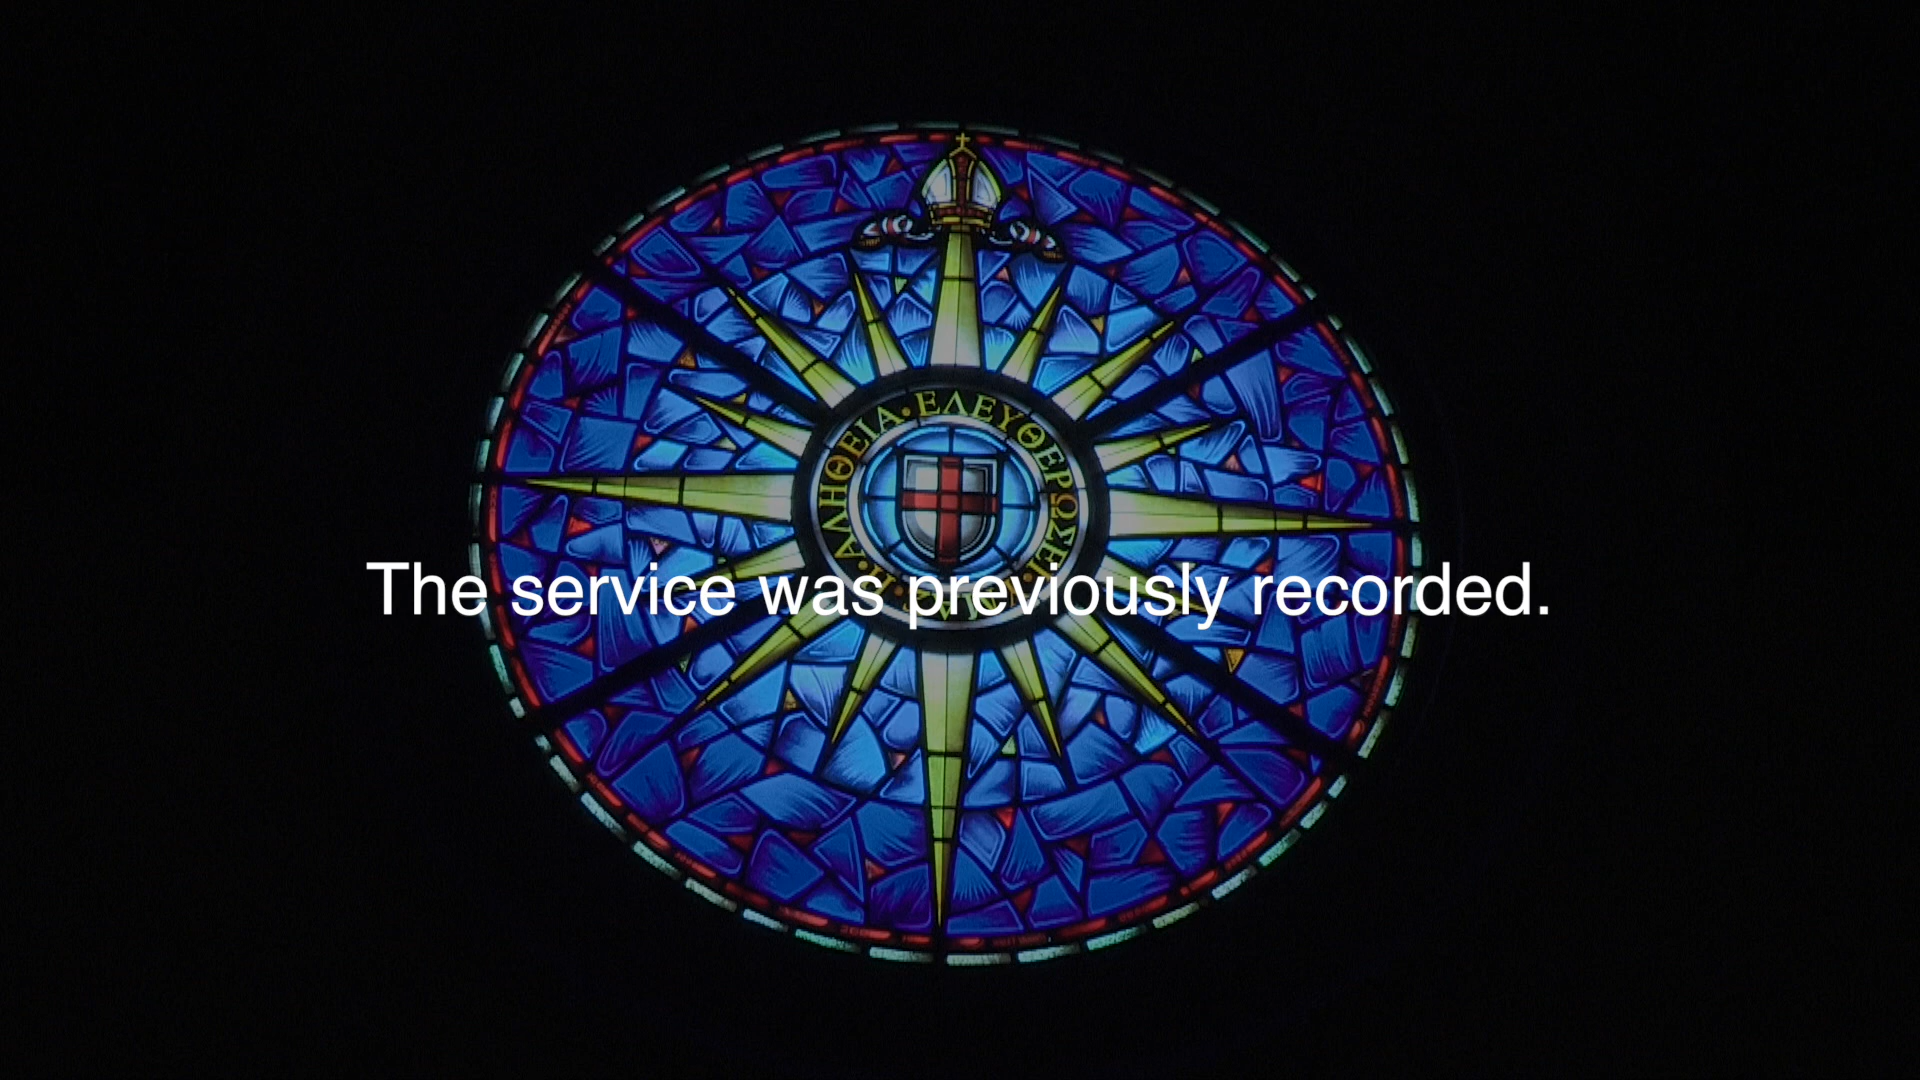 The service was previously recorded.
Η • ΑΛΗΘΕΙΑ • ΕΛΕΥΘΕΡΩΣΕΙ